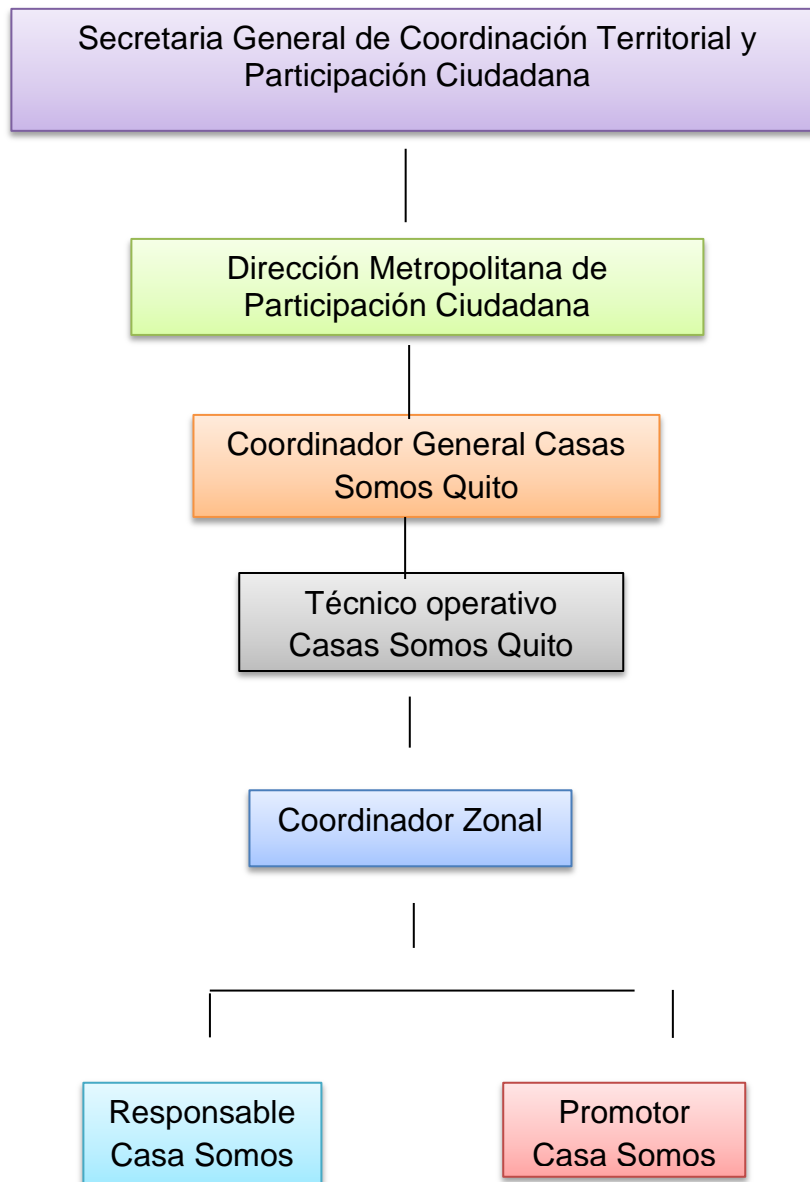 Secretaria General de Coordinación Territorial y
Participación Ciudadana
Dirección Metropolitana de
Participación Ciudadana
Coordinador General Casas
Somos Quito
Técnico operativo
Casas Somos Quito
Coordinador Zonal
Responsable
Casa Somos
Promotor
Casa Somos